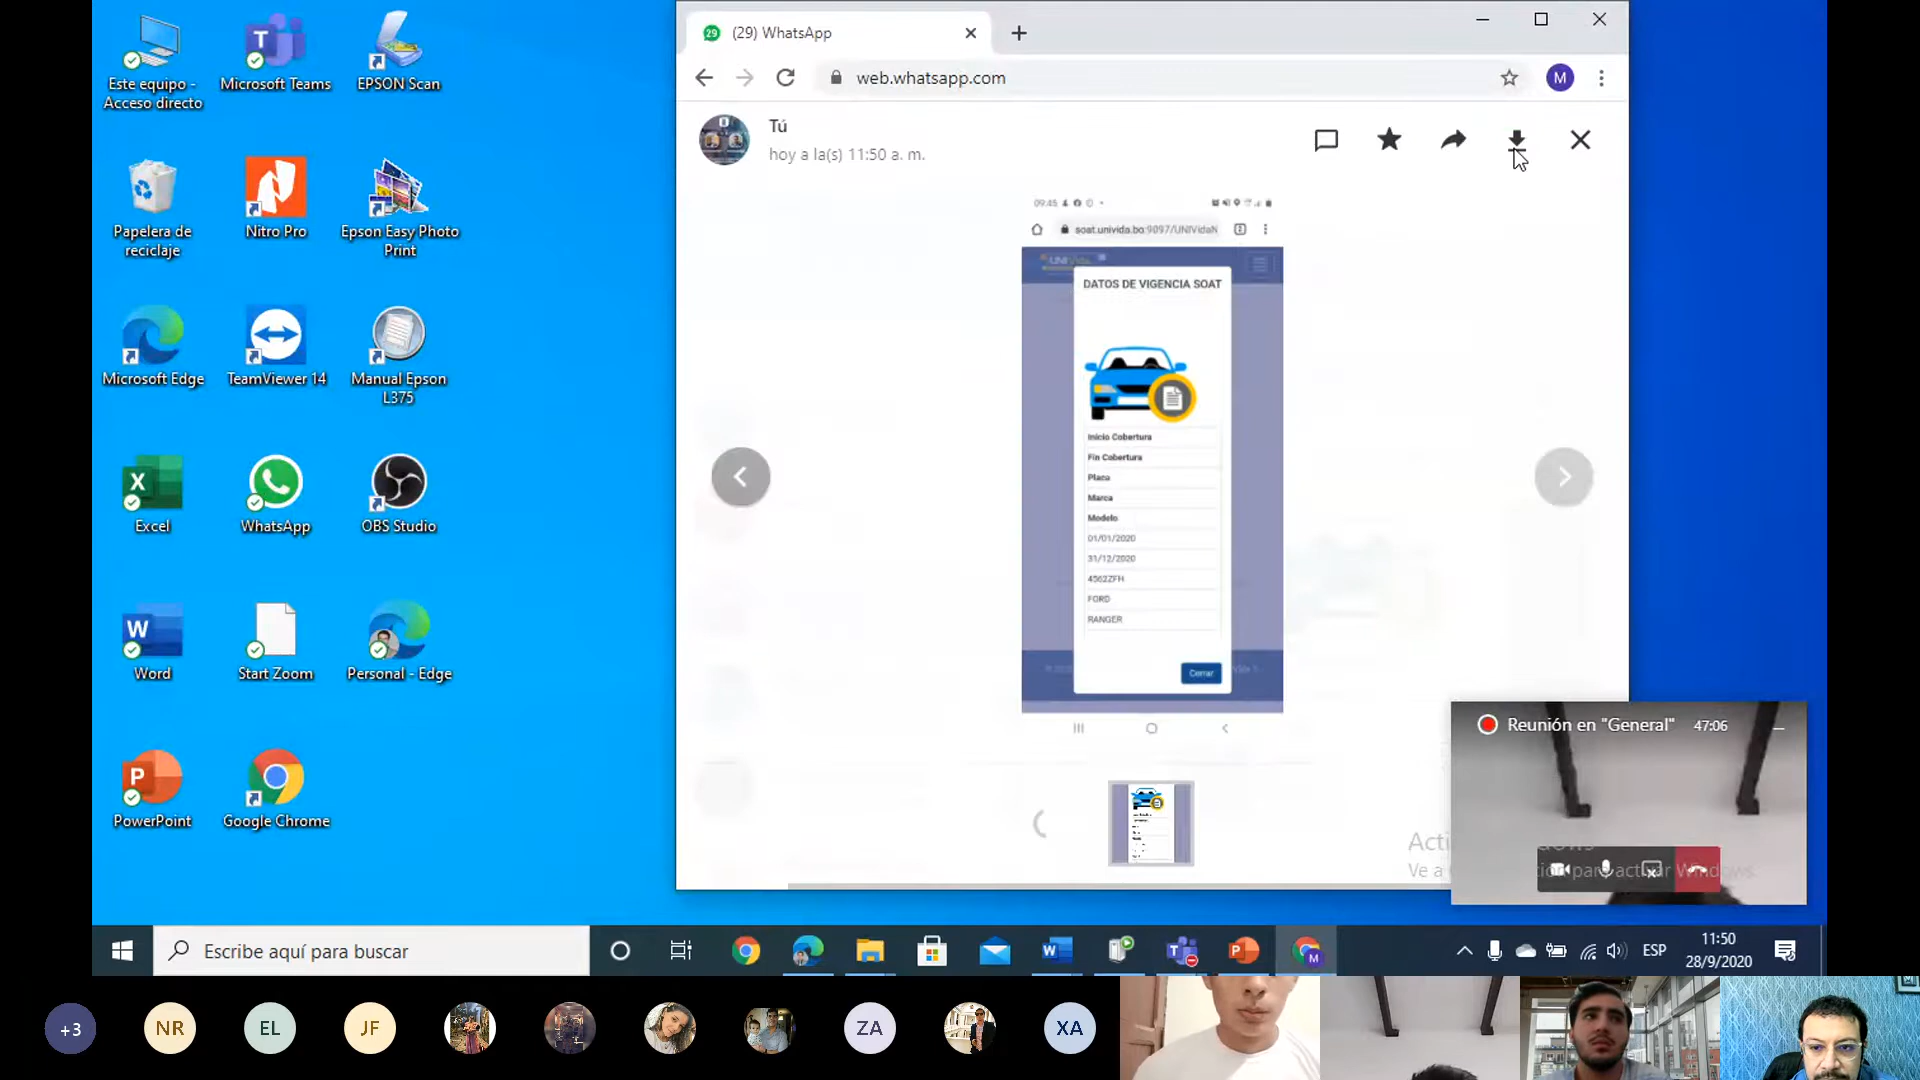 Este equipo -
Acceso directo
Microsoft Teams
EPSON Scan
Papelera de
reciclaje
Nitro Pro
Epson Easy Photo
Print
Microsoft Edge
TeamViewer 14
Manual Epson
L375
Excel
WhatsApp
OBS Studio
Word
Start Zoom
Personal - Edge
PowerPoint
Google Chrome
(29) WhatsApp
web.whatsapp.com
M
Tú
hoy a la(s) 11:50 a. m.
09:45
soat.univida.bo:9097/UNIVidaN
DATOS DE VIGENCIA SOAT
Inicio Cobertura
Fin Cobertura
Placa
Marca
Modelo
01/01/2020
31/12/2020
4562ZFH
FORD
RANGER
Cerrar
Reunión en "General" 47:06
Escribe aquí para buscar
ESP
11:50
28/9/2020
+3
NR
EL
JF
ZA
XA